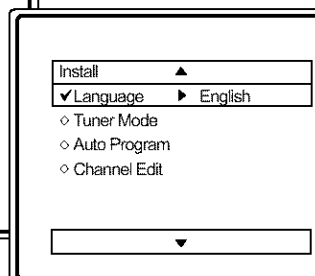 Install
Language English
Tuner Mode
Auto Program
Channel Edit